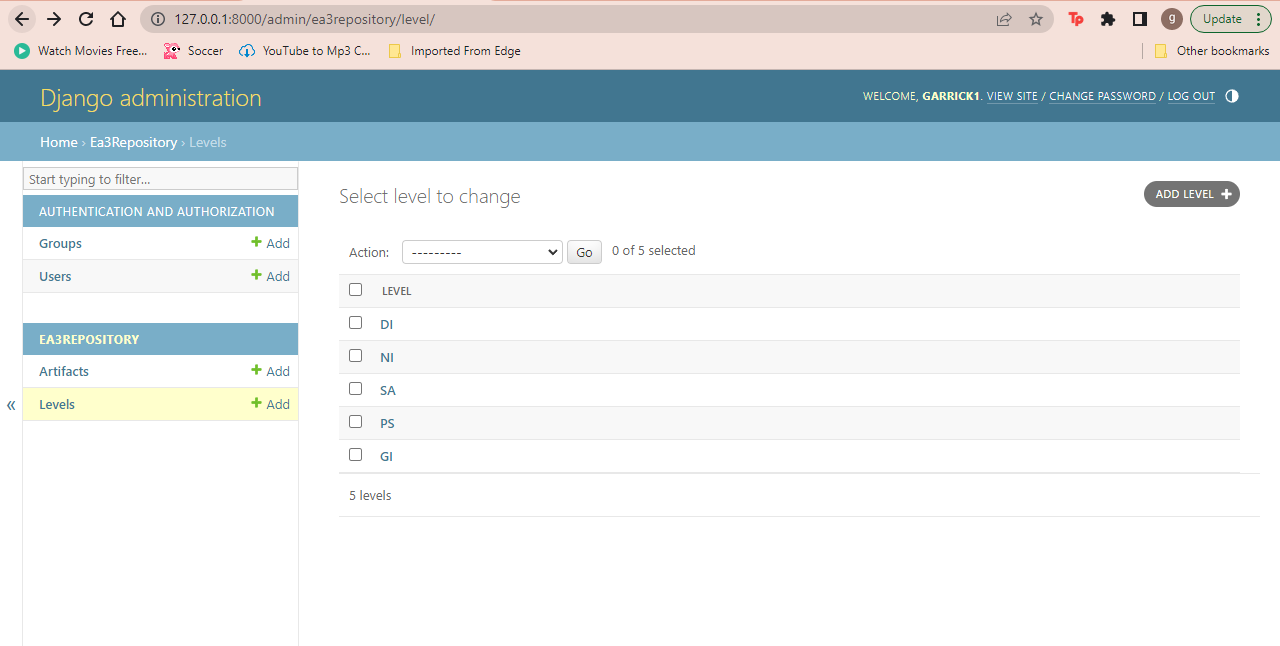 127.0.0.1:8000/admin/ea3repository/level/
Tp
g
Update
Watch Movies Free...
Soccer
YouTube to Mp3 C...
Imported From Edge
Other bookmarks
Django administration
WELCOME, GARRICK1. VIEW SITE / CHANGE PASSWORD / LOG OUT
Home › Ea3Repository › Levels
Start typing to filter...
AUTHENTICATION AND AUTHORIZATION
Groups + Add
Users + Add
EA3REPOSITORY
Artifacts + Add
Levels + Add
«
Select level to change
ADD LEVEL +
Action: --------- Go 0 of 5 selected
LEVEL
DI
NI
SA
PS
GI
5 levels